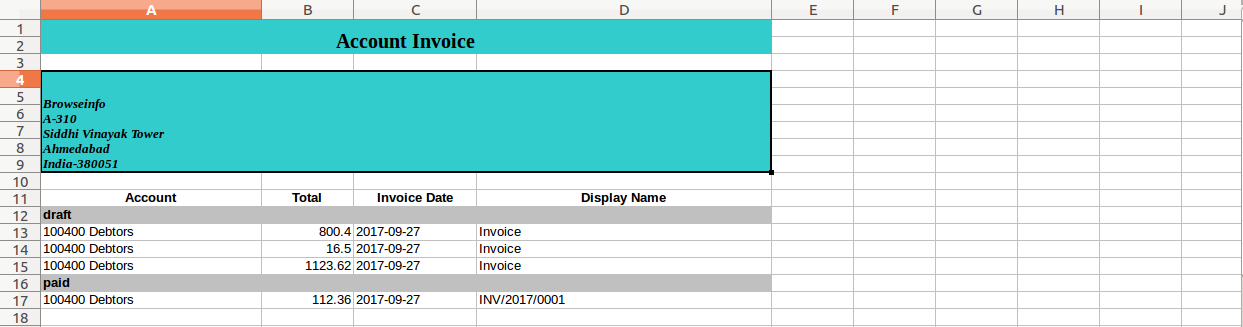 A B C D E F G H I J
1
2 Account Invoice
3
4
5 Browseinfo
6 A-310
7 Siddhi Vinayak Tower
8 Ahmedabad
9 India-380051
10
11 Account Total Invoice Date Display Name
12 draft
13 100400 Debtors 800.4 2017-09-27 Invoice
14 100400 Debtors 16.5 2017-09-27 Invoice
15 100400 Debtors 1123.62 2017-09-27 Invoice
16 paid
17 100400 Debtors 112.36 2017-09-27 INV/2017/0001
18